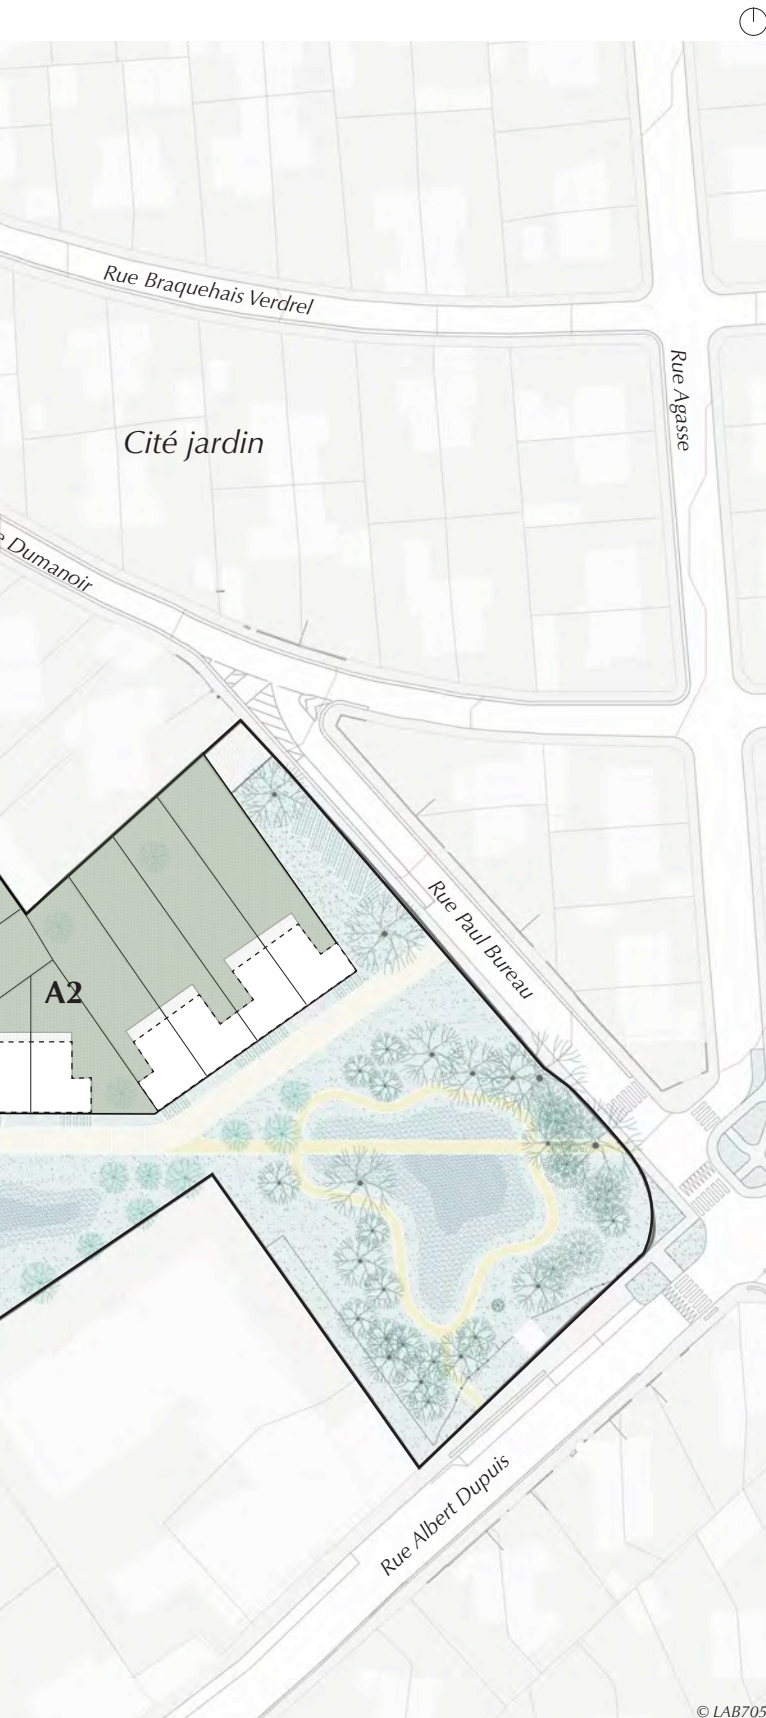 Rue Braquehais Verdrel
Rue Agasse
Cité jardin
Dumanoir
Rue Paul Bureau
A2
Rue Albert Dupuis
© LAB705